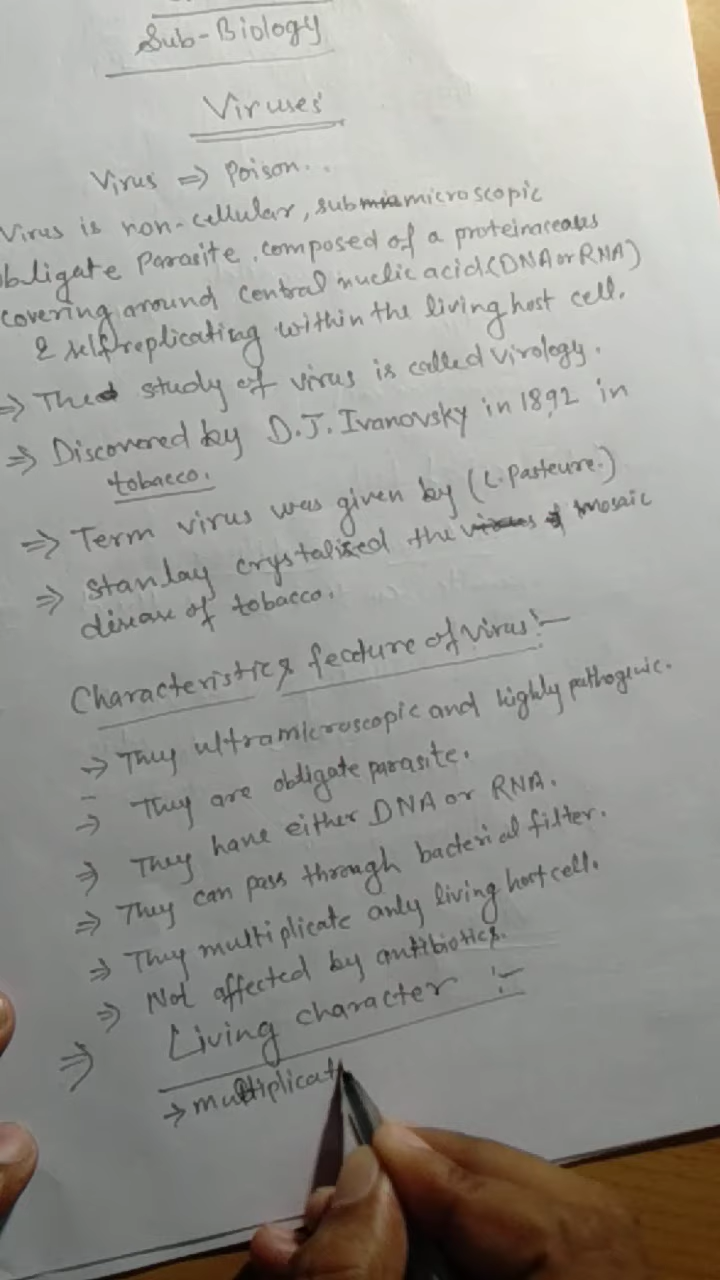 Sub-Biology
Viruses
Virus ⇒ Poison..
Virus is non-cellular, submicroscopic
obligate Parasite, composed of a proteinaceaus
covering around central nuclic acid (DNA or RNA)
& self replicating within the living host cell.
⇒ The study of virus is called virology.
⇒ Discovered by D.J. Ivanovsky in 1892 in
tobacco.
⇒ Term virus was given by (L. Pasteure.)
⇒ Stanlay crystalized the mosaic
disease of tobacco.
Characteristics feature of virus:-
→ They ultramicroscopic and highly pathogenic.
→ They are obligate parasite.
⇒ They have either DNA or RNA.
⇒ They can pass through bacterial filter.
⇒ They multiplicate only living host cell.
⇒ Not affected by antibiotics.
⇒ Living character :-
→ multiplicat